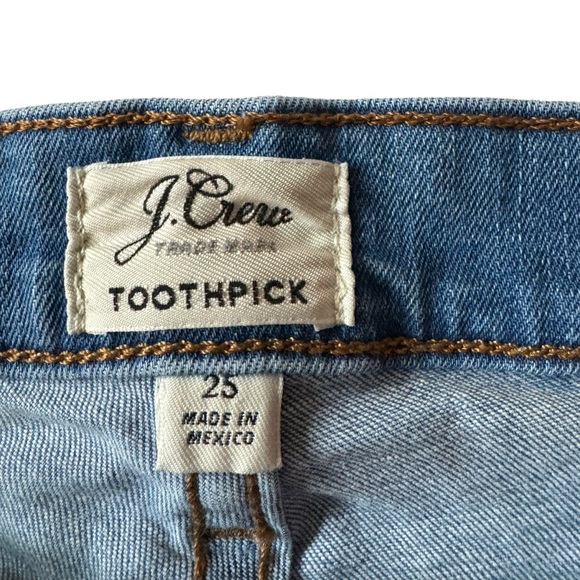 J.Crew
TRADE MARK
TOOTHPICK
25
MADE IN
MEXICO